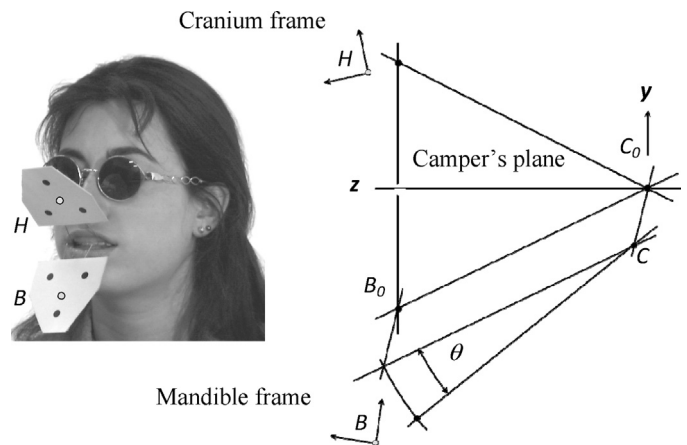 Cranium frame
H
y
C0
Camper's plane
z
H
B
B0
C
θ
Mandible frame
B